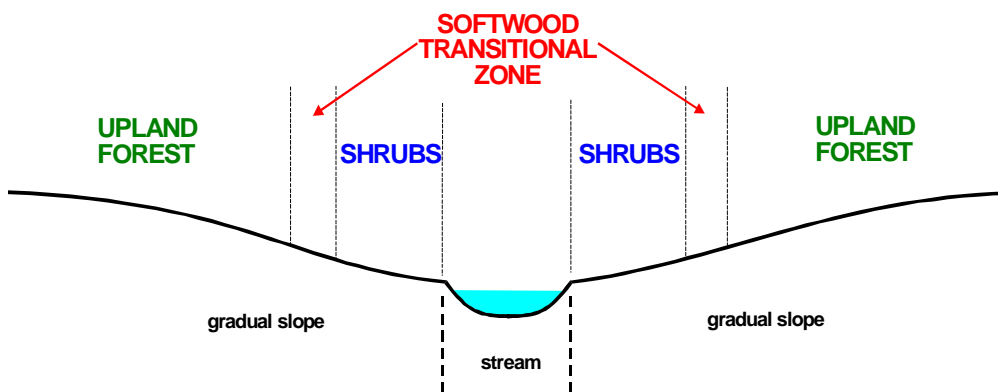 SOFTWOOD
TRANSITIONAL
ZONE
UPLAND
FOREST
SHRUBS
SHRUBS
UPLAND
FOREST
gradual slope
stream
gradual slope